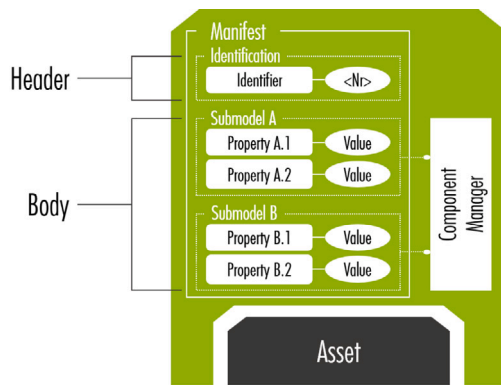 Manifest
Identification
Header
Identifier
<Nr>
Submodel A
Property A.1
Value
Property A.2
Value
Body
Submodel B
Property B.1
Value
Property B.2
Value
Component
Manager
Asset